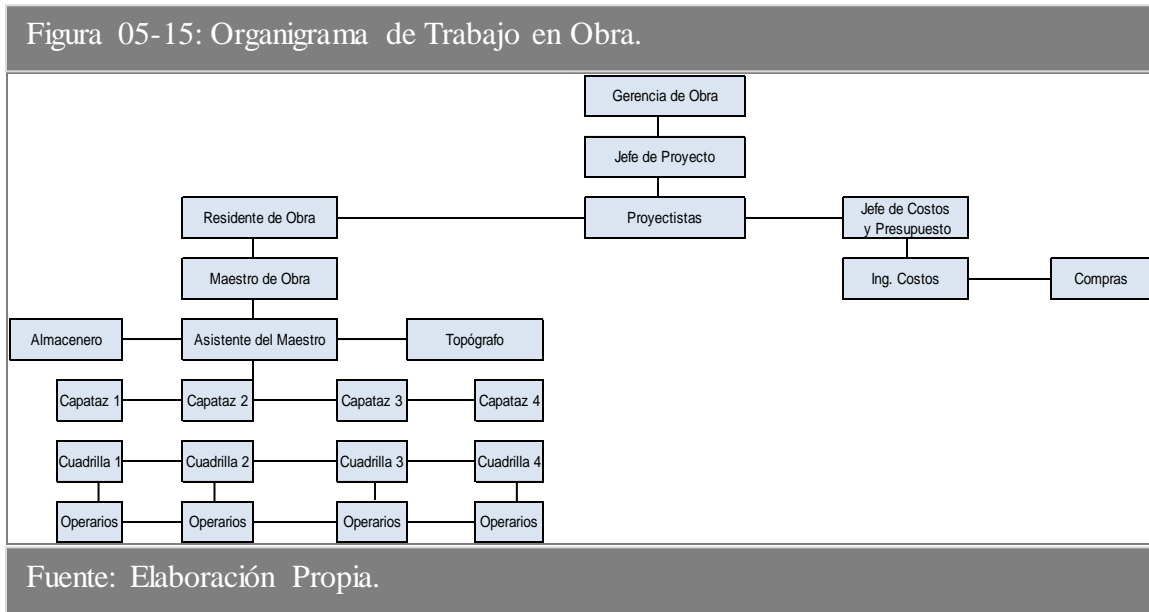 Figura 05-15: Organigrama de Trabajo en Obra.
Gerencia de Obra
Jefe de Proyecto
Residente de Obra
Proyectistas
Jefe de Costos
y Presupuesto
Maestro de Obra
Ing. Costos
Compras
Almacenero
Asistente del Maestro
Topógrafo
Capataz 1
Capataz 2
Capataz 3
Capataz 4
Cuadrilla 1
Cuadrilla 2
Cuadrilla 3
Cuadrilla 4
Operarios
Operarios
Operarios
Operarios
Fuente: Elaboración Propia.